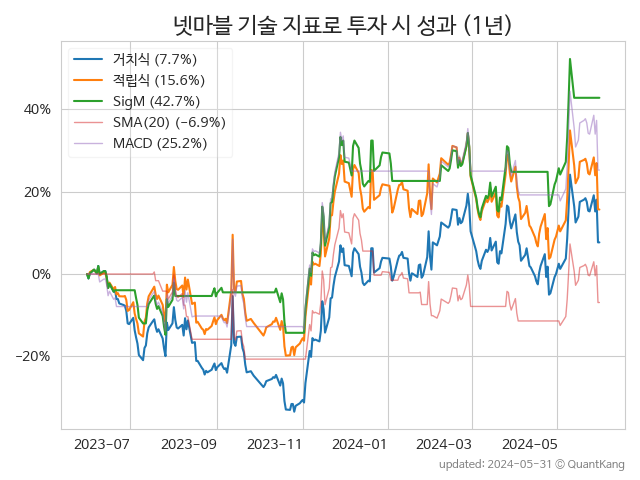 넷마블 기술 지표로 투자 시 성과 (1년)
거치식 (7.7%)
적립식 (15.6%)
SigM (42.7%)
SMA(20) (−6.9%)
MACD (25.2%)
40%
20%
0%
−20%
2023-07 2023-09 2023-11 2024-01 2024-03 2024-05
updated: 2024-05-31 © QuantKang